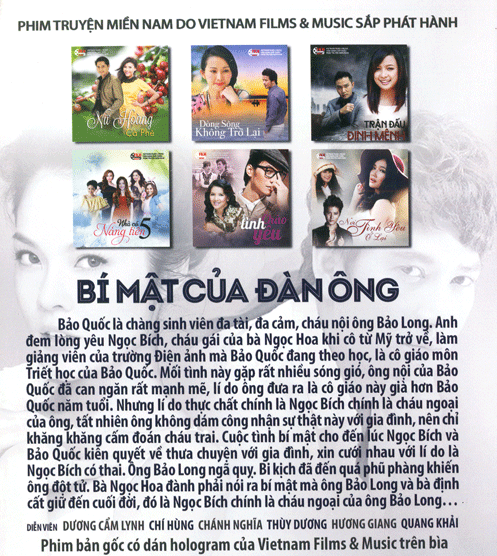 PHIM TRUYỆN MIỀN NAM DO VIETNAM FILMS & MUSIC SẮP PHÁT HÀNH
Nữ Hoàng
Cà Phê
Dòng Sông
Không Trở Lại
TRẬN ĐẤU
ĐỊNH MỆNH
Nhà có
Nàng tiên
5
tình yêu
Nơi
Tình Yêu
Ở Lại
BÍ MẬT CỦA ĐÀN ÔNG
Bảo Quốc là chàng sinh viên đa tài, đa cảm, cháu nội ông Bảo Long. Anh
đem lòng yêu Ngọc Bích, cháu gái của bà Ngọc Hoa khi cô từ Mỹ trở về, làm
giảng viên của trường Điện ảnh mà Bảo Quốc đang theo học, là cô giáo môn
Triết học của Bảo Quốc. Mối tình này gặp rất nhiều sóng gió, ông nội của Bảo
Quốc đã can ngăn rất mạnh mẽ, lí do ông đưa ra là cô giáo này già hơn Bảo
Quốc năm tuổi. Nhưng lí do thực chất chính là Ngọc Bích chính là cháu ngoại
của ông, tất nhiên ông không dám công nhận sự thật này với gia đình, nên chỉ
khăng khăng cấm đoán cháu trai. Cuộc tình bí mật cho đến lúc Ngọc Bích và
Bảo Quốc kiên quyết về thưa chuyện với gia đình, xin cưới nhau với lí do là
Ngọc Bích có thai. Ông Bảo Long ngã quỵ. Bi kịch đã đến quá phũ phàng khiến
ông đột tử. Bà Ngọc Hoa đành phải nói ra bí mật mà ông Bảo Long và bà định
cất giữ đến cuối đời, đó là Ngọc Bích chính là cháu ngoại của ông Bảo Long...
DIỄN VIÊN DƯƠNG CẨM LYNH CHÍ HÙNG CHÁNH NGHĨA THÙY DƯƠNG HƯƠNG GIANG QUANG KHẢI
Phim bản gốc có dán hologram của Vietnam Films & Music trên bìa